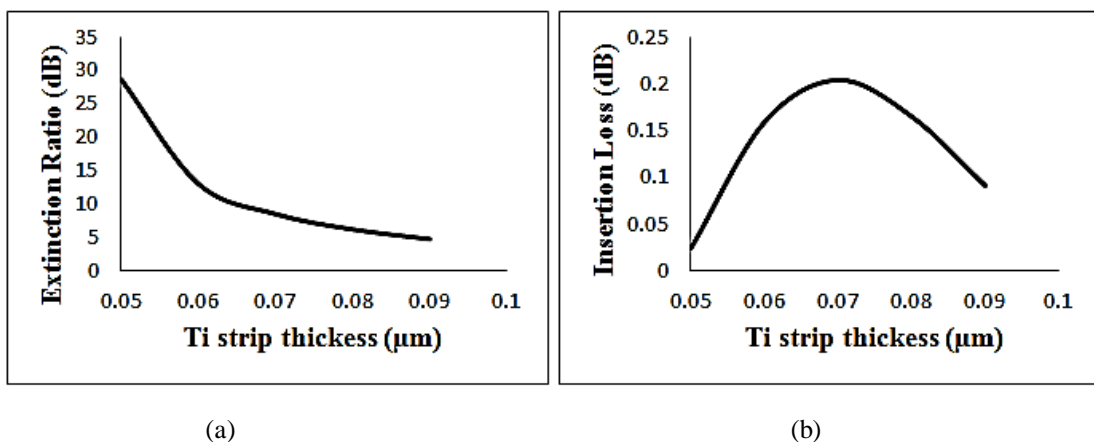 35
30
25
20
15
10
5
0
0.05 0.06 0.07 0.08 0.09 0.1
Extinction Ratio (dB)
Ti strip thickess (µm)
0.25
0.2
0.15
0.1
0.05
0
0.05 0.06 0.07 0.08 0.09 0.1
Insertion Loss (dB)
Ti strip thickess (µm)
(a)
(b)